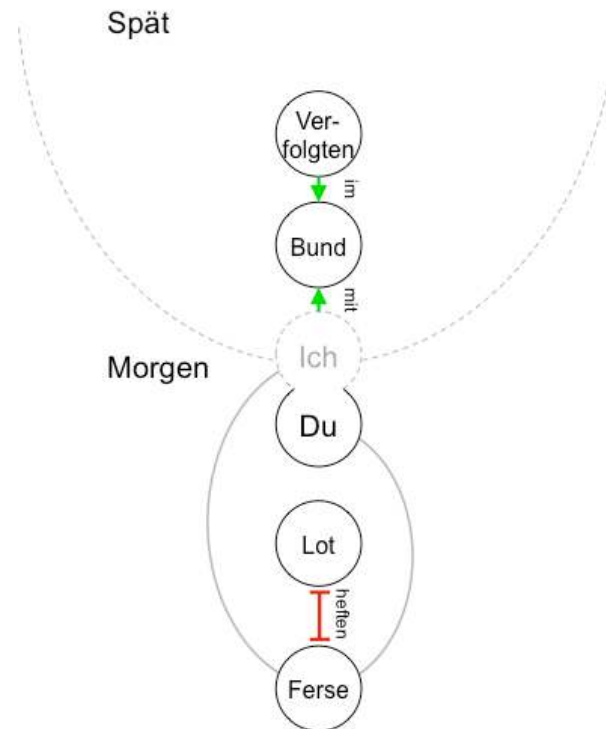 Spät
Ver-
folgten
im
Bund
mit
Ich
Morgen
Du
Lot
heften
Ferse